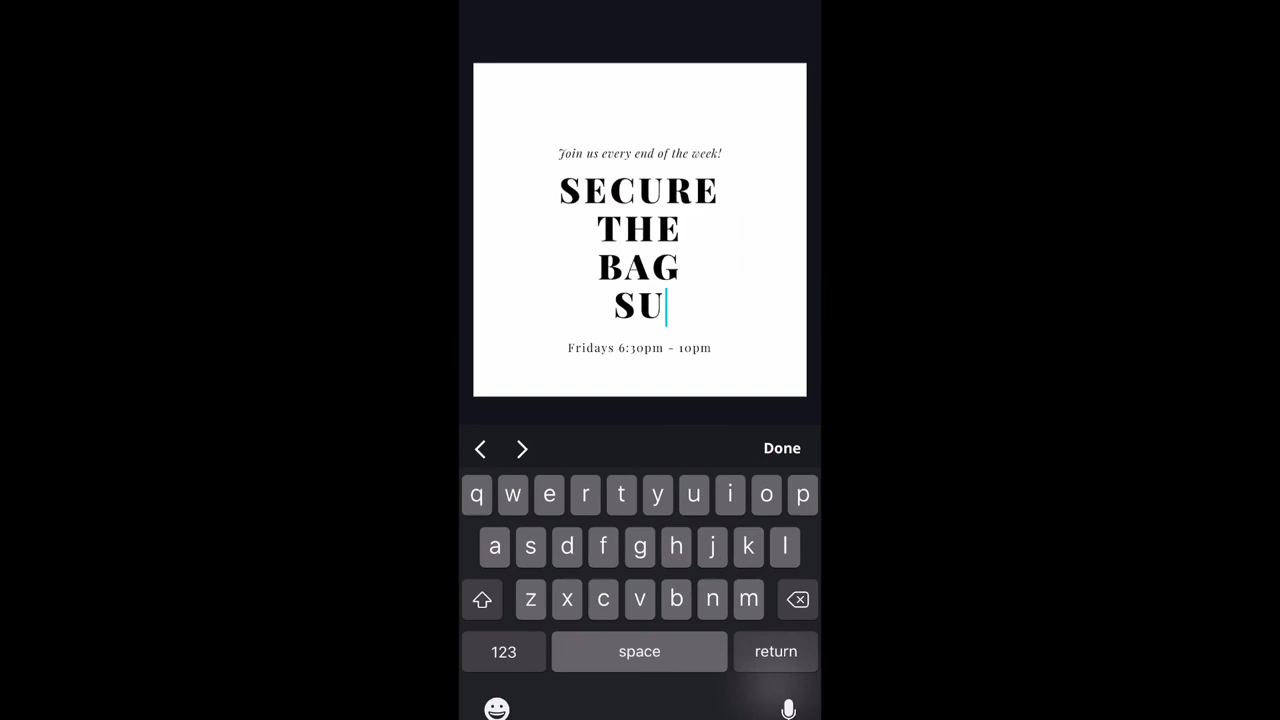 Join us every end of the week!
SECURE
THE
BAG
SU
Fridays 6:30pm - 10pm
Done
q w e r t y u i o p
a s d f g h j k l
z x c v b n m
123 space return